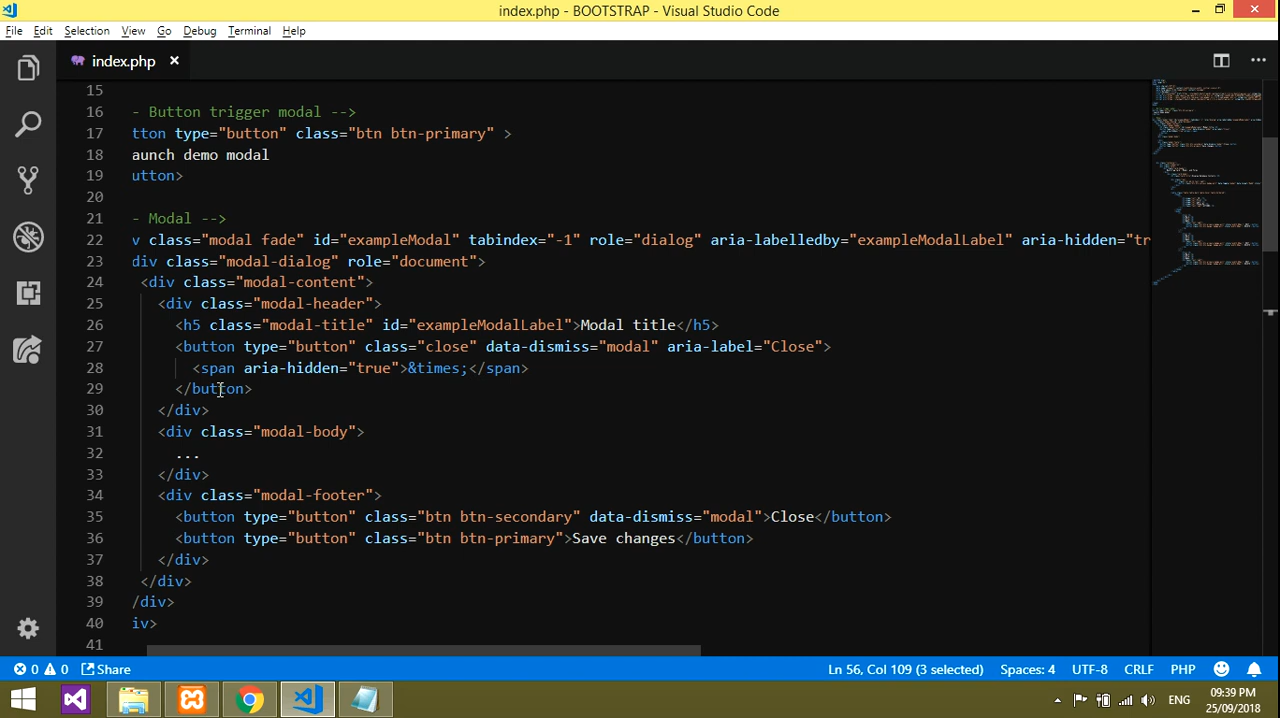 index.php - BOOTSTRAP - Visual Studio Code
File Edit Selection View Go Debug Terminal Help
index.php
15
16 - Button trigger modal -->
17 tton type="button" class="btn btn-primary" >
18 aunch demo modal
19 utton>
20
21 - Modal -->
22 v class="modal fade" id="exampleModal" tabindex="-1" role="dialog" aria-labelledby="exampleModalLabel" aria-hidden="tr
23 div class="modal-dialog" role="document">
24 <div class="modal-content">
25 <div class="modal-header">
26 <h5 class="modal-title" id="exampleModalLabel">Modal title</h5>
27 <button type="button" class="close" data-dismiss="modal" aria-label="Close">
28 <span aria-hidden="true">&times;</span>
29 </button>
30 </div>
31 <div class="modal-body">
32 ...
33 </div>
34 <div class="modal-footer">
35 <button type="button" class="btn btn-secondary" data-dismiss="modal">Close</button>
36 <button type="button" class="btn btn-primary">Save changes</button>
37 </div>
38 </div>
39 /div>
40 iv>
41
0 0 Share Ln 56, Col 109 (3 selected) Spaces: 4 UTF-8 CRLF PHP
ENG
09:39 PM
25/09/2018